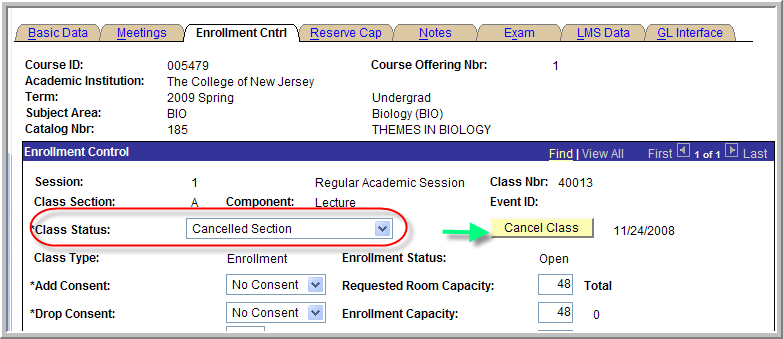 Basic Data Meetings Enrollment Cntrl Reserve Cap Notes Exam LMS Data GL Interface
Course ID: 005479 Course Offering Nbr: 1
Academic Institution: The College of New Jersey
Term: 2009 Spring Undergrad
Subject Area: BIO Biology (BIO)
Catalog Nbr: 185 THEMES IN BIOLOGY
Enrollment Control Find | View All First 1 of 1 Last
Session: 1 Regular Academic Session Class Nbr: 40013
Class Section: A Component: Lecture Event ID:
*Class Status: Cancelled Section Cancel Class 11/24/2008
Class Type: Enrollment Enrollment Status: Open
*Add Consent: No Consent Requested Room Capacity: 48 Total
*Drop Consent: No Consent Enrollment Capacity: 48 0